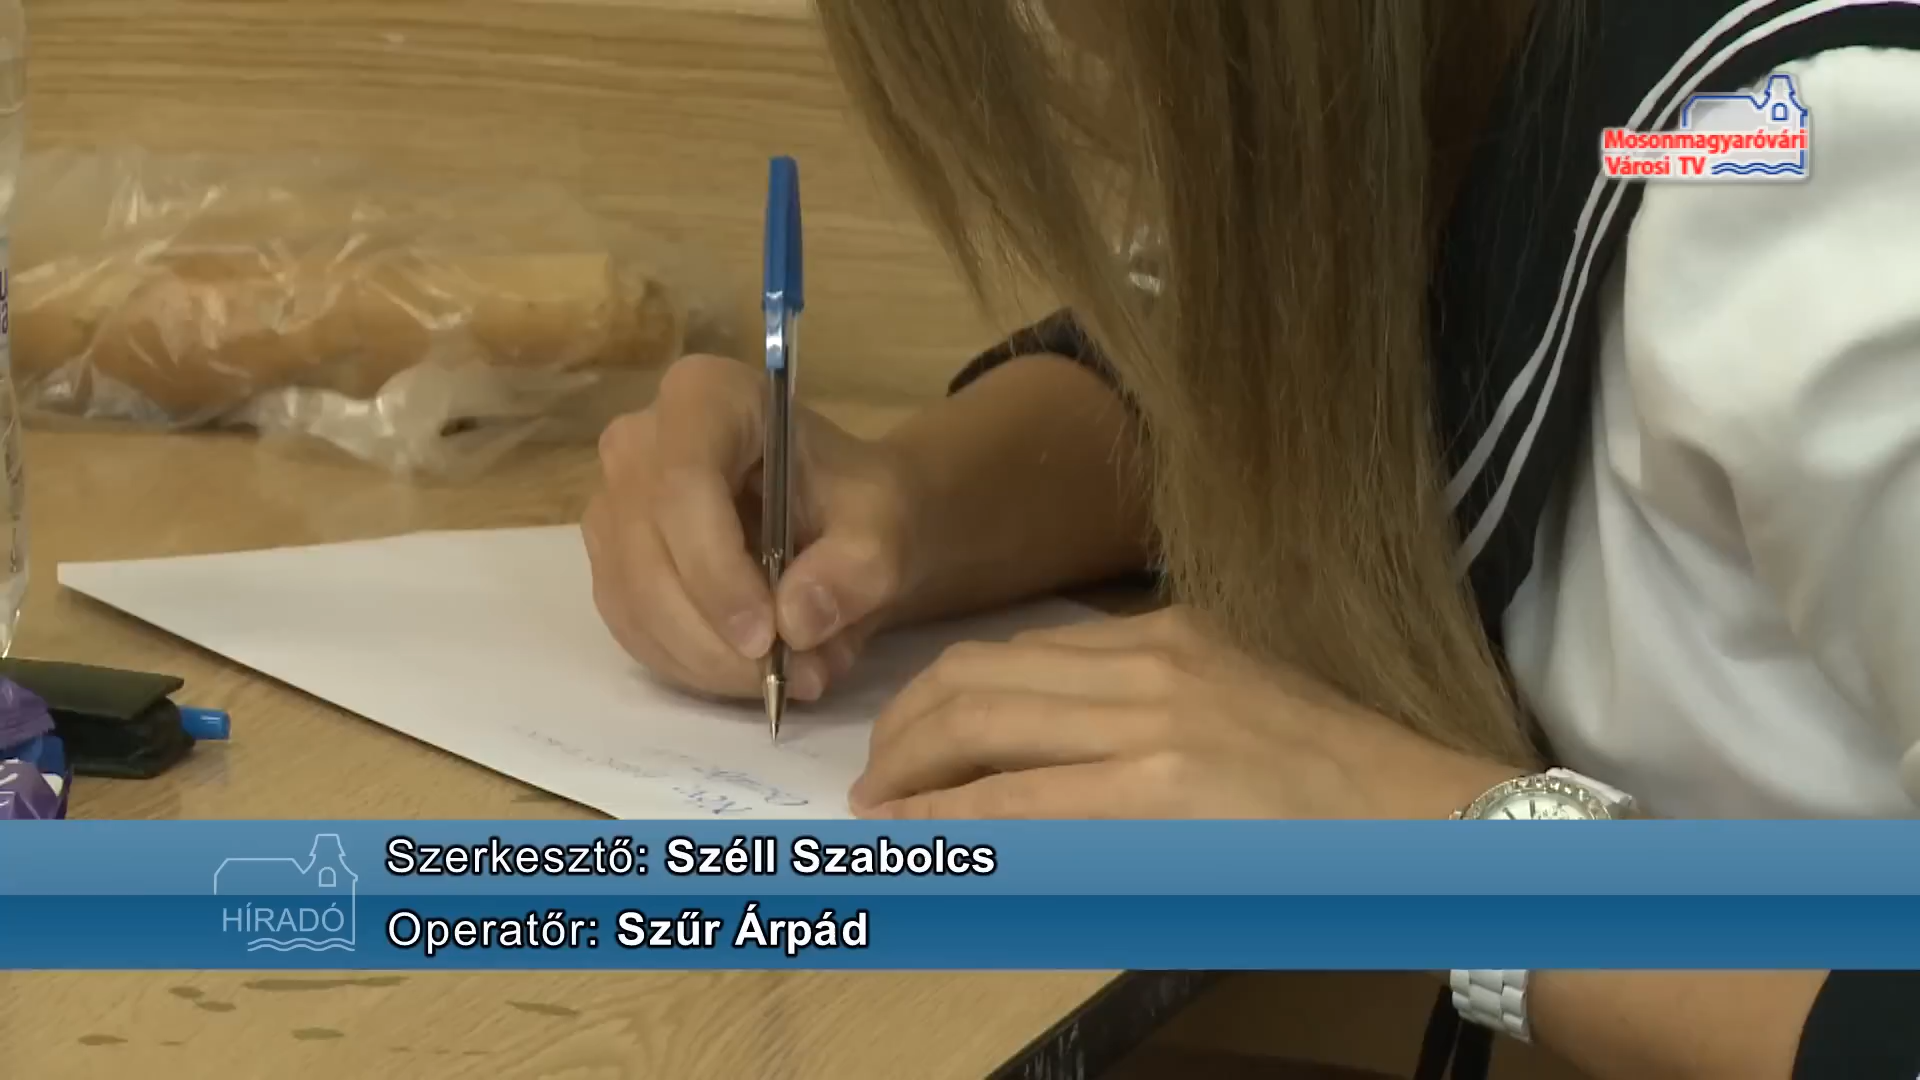 Mosonmagyaróvári
Városi TV
Szerkesztő: Széll Szabolcs
HÍRADÓ
Operatőr: Szűr Árpád